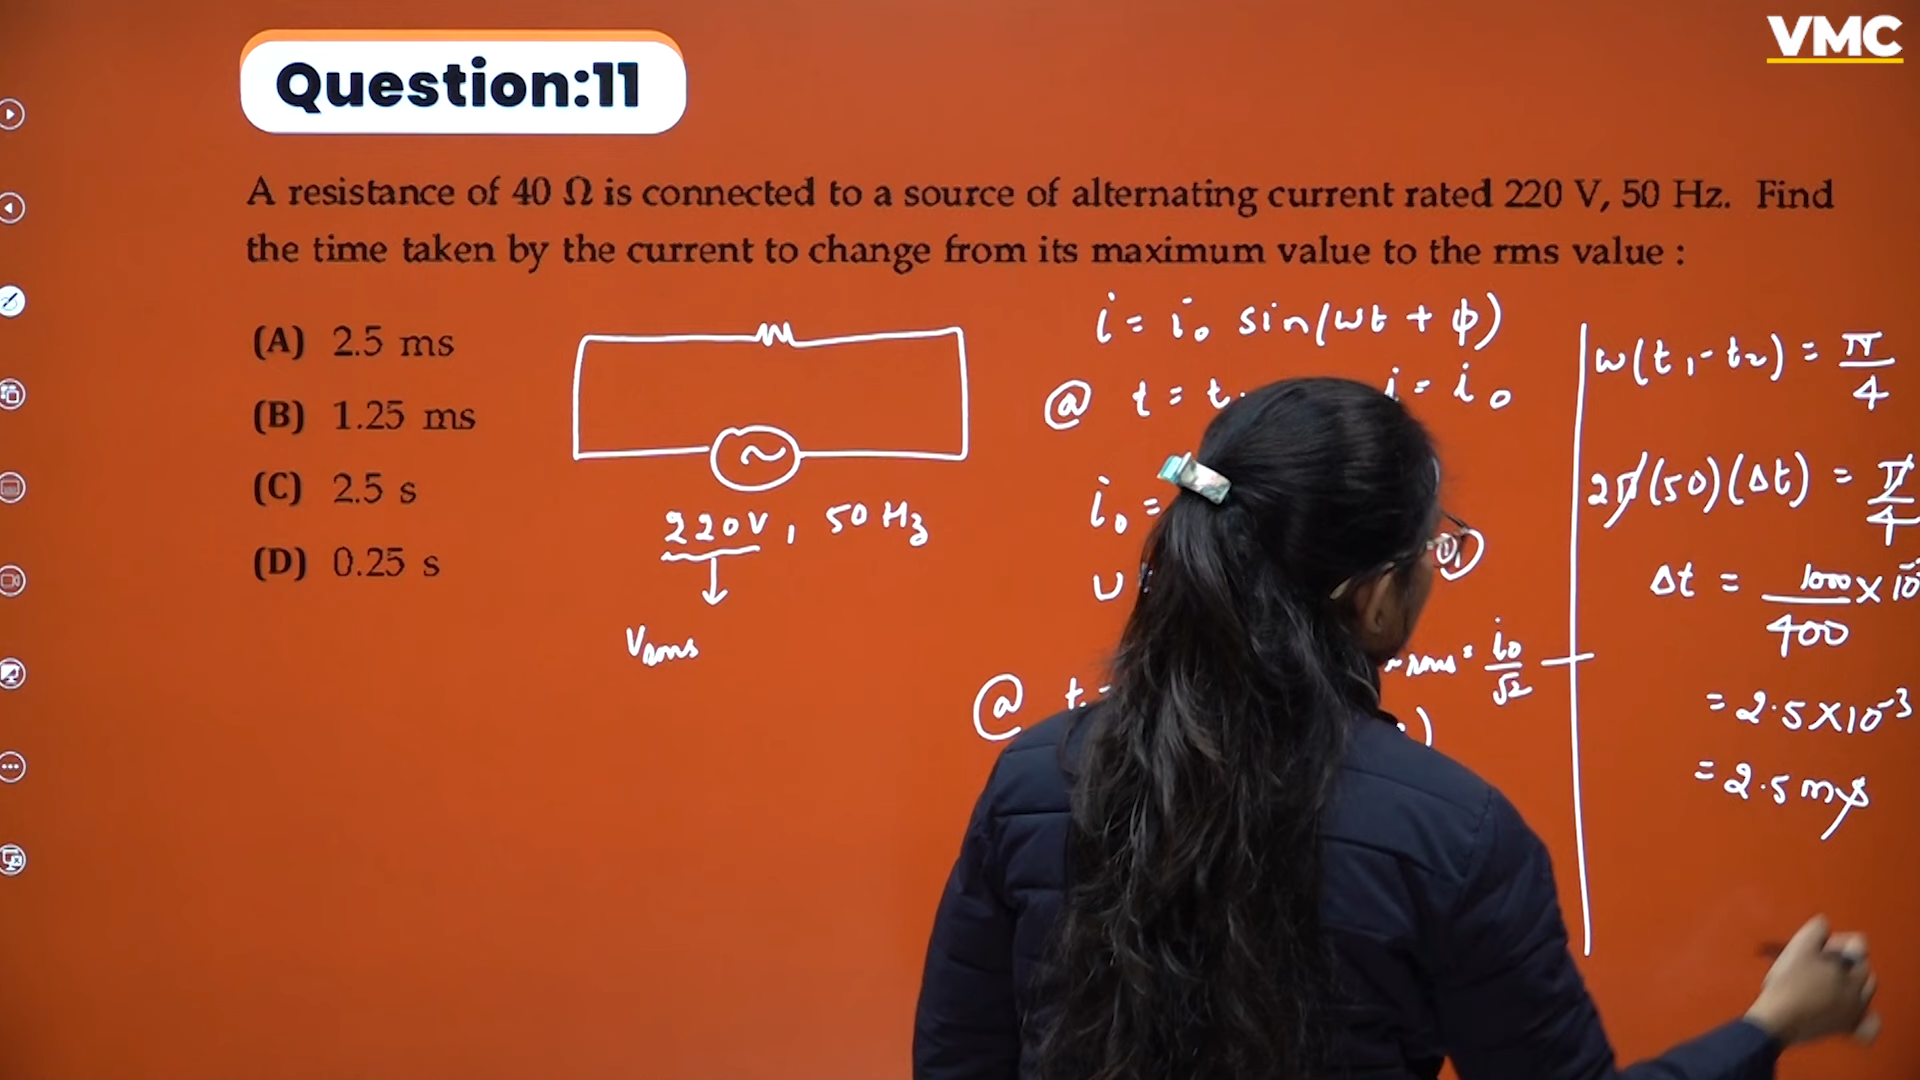 VMC
Question:11
A resistance of 40 Ω is connected to a source of alternating current rated 220 V, 50 Hz. Find
the time taken by the current to change from its maximum value to the rms value :
(A) 2.5 ms
(B) 1.25 ms
(C) 2.5 s
(D) 0.25 s
220V, 50 Hz
Vrms
i = i₀ sin(ωt + ϕ)
@ t = t i = i₀
i₀ =
@ t
rms = i₀/√2
ω(t₁-t₂) = π/4
2π(50)(Δt) = π/4
Δt = 1000/400 × 10
= 2.5×10⁻³
= 2.5 ms